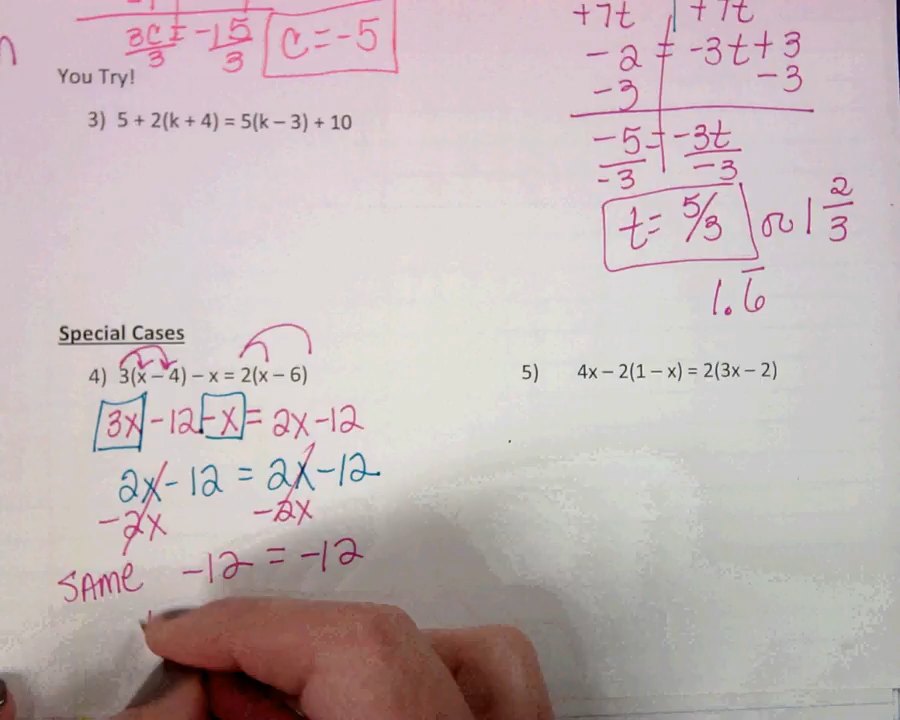 3C = -15
3 3
C = -5
You Try!
3) 5 + 2(k + 4) = 5(k – 3) + 10
+7t | +7t
-2 = -3t + 3
-3 -3
-5 = -3t
-3 -3
t = 5/3 or 1 2/3
1.6̅
Special Cases
4) 3(x – 4) – x = 2(x – 6)
3x - 12 - x = 2x - 12
2x - 12 = 2x - 12
-2x -2x
SAME -12 = -12
5) 4x – 2(1 – x) = 2(3x – 2)